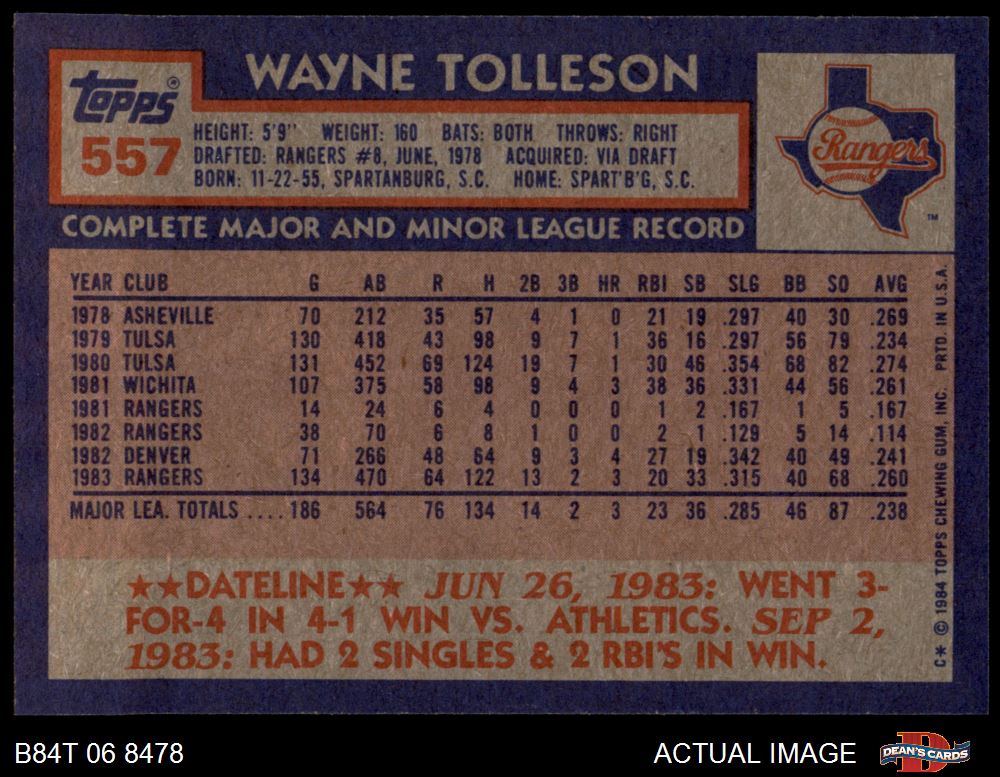 WAYNE TOLLESON
Topps®
557
HEIGHT: 5'9" WEIGHT: 160 BATS: BOTH THROWS: RIGHT
DRAFTED: RANGERS #8, JUNE, 1978 ACQUIRED: VIA DRAFT
BORN: 11-22-55, SPARTANBURG, S.C. HOME: SPART'B'G, S.C.
Rangers
TM
COMPLETE MAJOR AND MINOR LEAGUE RECORD
YEAR CLUB G AB R H 2B 3B HR RBI SB SLG BB SO AVG
1978 ASHEVILLE 70 212 35 57 4 1 0 21 19 .297 40 30 .269
1979 TULSA 130 418 43 98 9 7 1 36 16 .297 56 79 .234
1980 TULSA 131 452 69 124 19 7 1 30 46 .354 68 82 .274
1981 WICHITA 107 375 58 98 9 4 3 38 36 .331 44 56 .261
1981 RANGERS 14 24 6 4 0 0 0 1 2 .167 1 5 .167
1982 RANGERS 38 70 6 8 1 0 0 2 1 .129 5 14 .114
1982 DENVER 71 266 48 64 9 3 4 27 19 .342 40 49 .241
1983 RANGERS 134 470 64 122 13 2 3 20 33 .315 40 68 .260
MAJOR LEA. TOTALS .... 186 564 76 134 14 2 3 23 36 .285 46 87 .238
★★DATELINE★★ JUN 26, 1983: WENT 3-
FOR-4 IN 4-1 WIN VS. ATHLETICS. SEP 2,
1983: HAD 2 SINGLES & 2 RBI'S IN WIN.
C* © 1984 TOPPS CHEWING GUM, INC. PRTD. IN U.S.A.
B84T 06 8478
ACTUAL IMAGE
D
DEAN'S CARDS